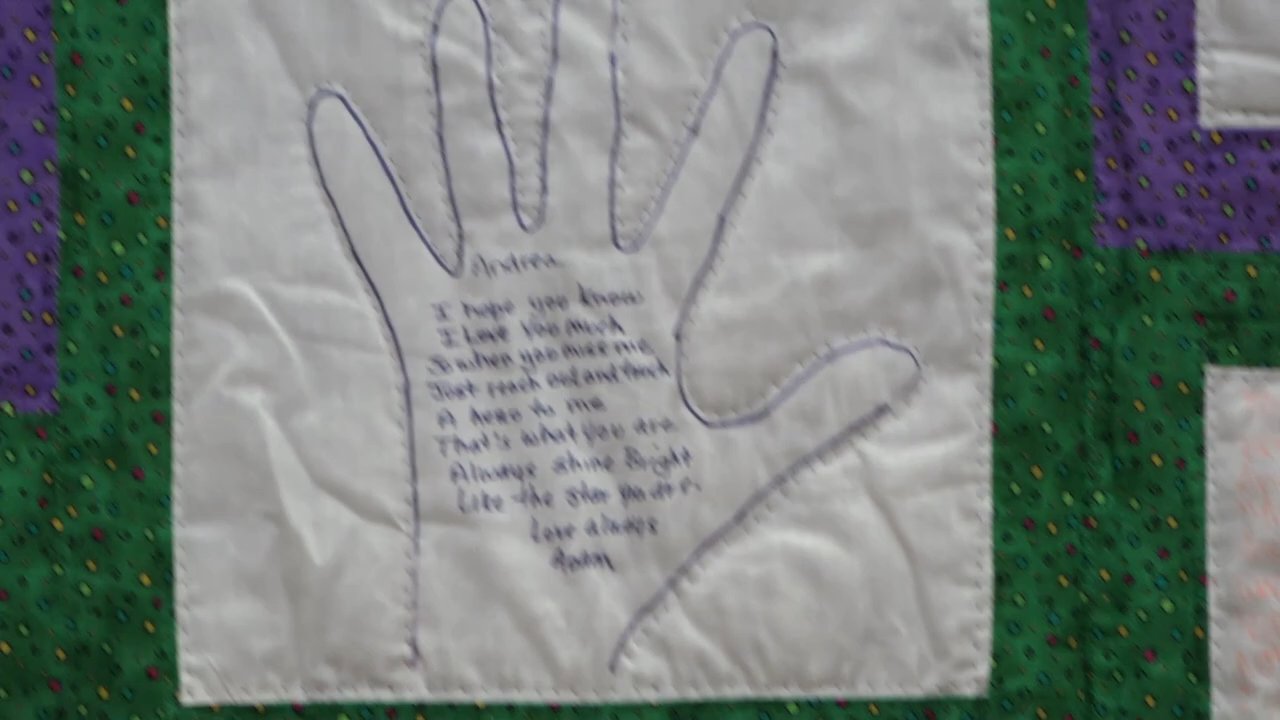 Andrea
I hope you know
I Love You much
So when you miss me
Just reach out and touch
A hero to me
That's what you are
Always shine Bright
Like the star you are.
Love always